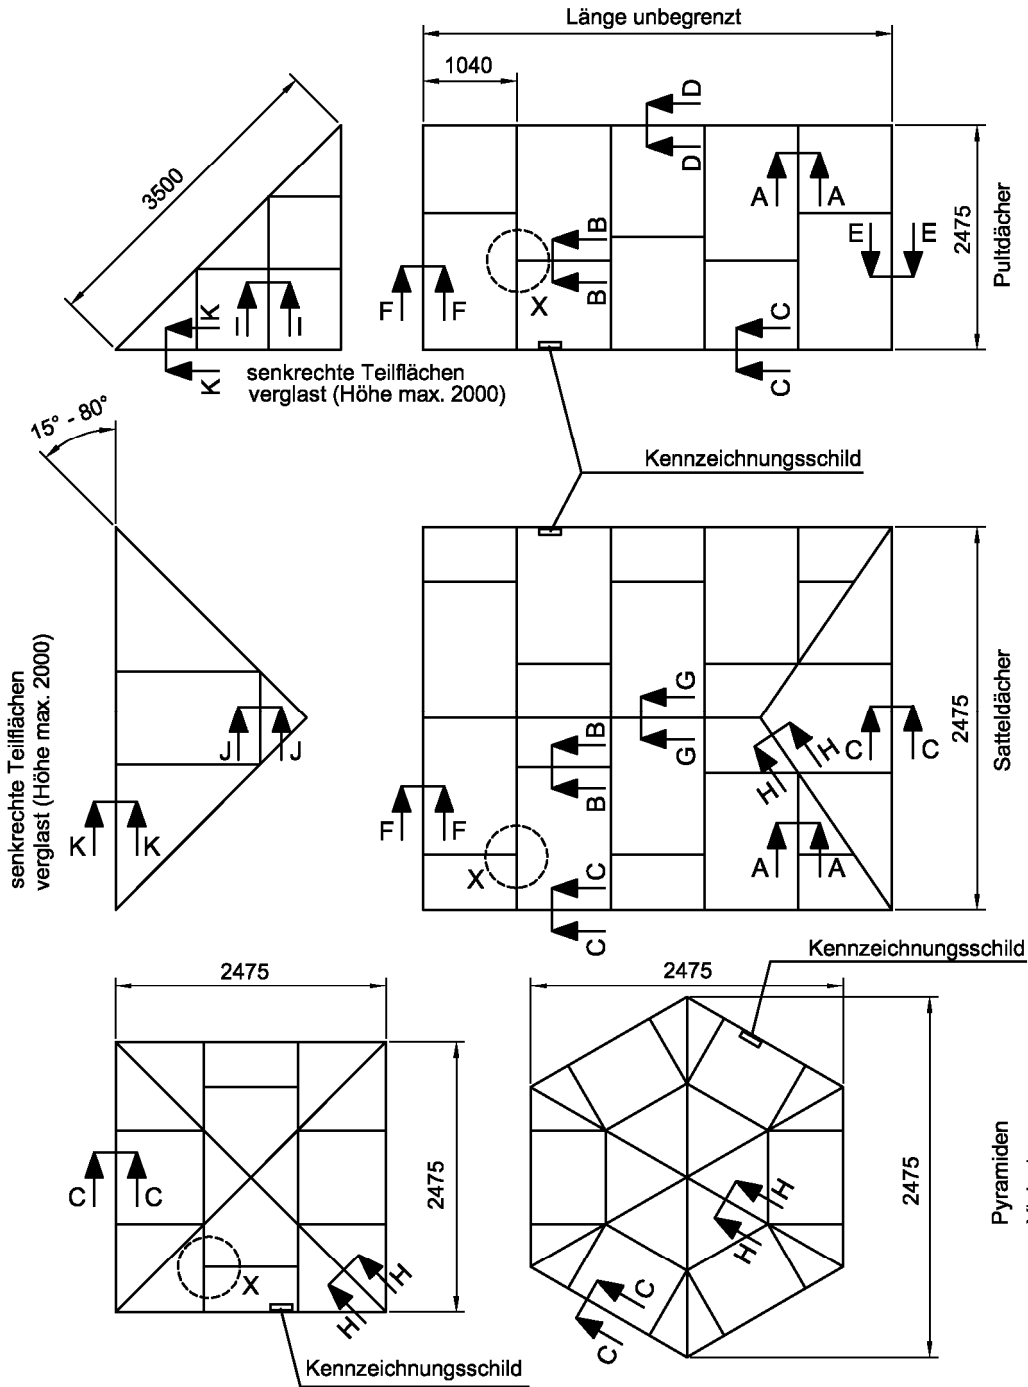 Länge unbegrenzt
1040
3500
D
D
A
A
B
B
E
E
2475
Pultdächer
F
F
X
K
I
I
K
C
C
senkrechte Teilflächen
verglast (Höhe max. 2000)
15° - 80°
Kennzeichnungsschild
senkrechte Teilflächen
verglast (Höhe max. 2000)
J
J
K
K
G
G
B
B
H
H
C
C
2475
Satteldächer
F
F
X
A
A
C
C
Kennzeichnungsschild
2475
2475
C
C
2475
X
H
H
Kennzeichnungsschild
H
H
C
C
2475
Pyramiden